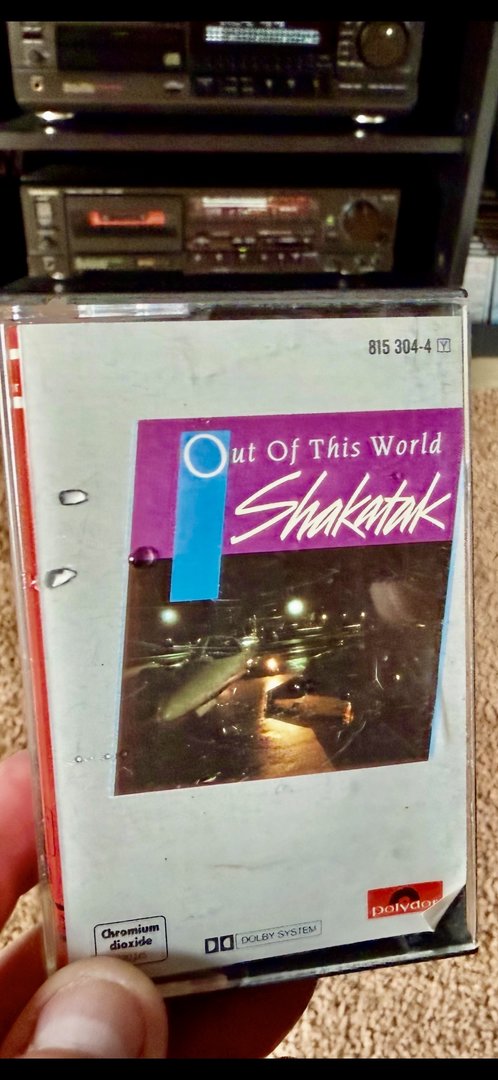 815 304-4 Y
Out Of This World
Shakatak
polydor
Chromium
dioxide
DOLBY SYSTEM